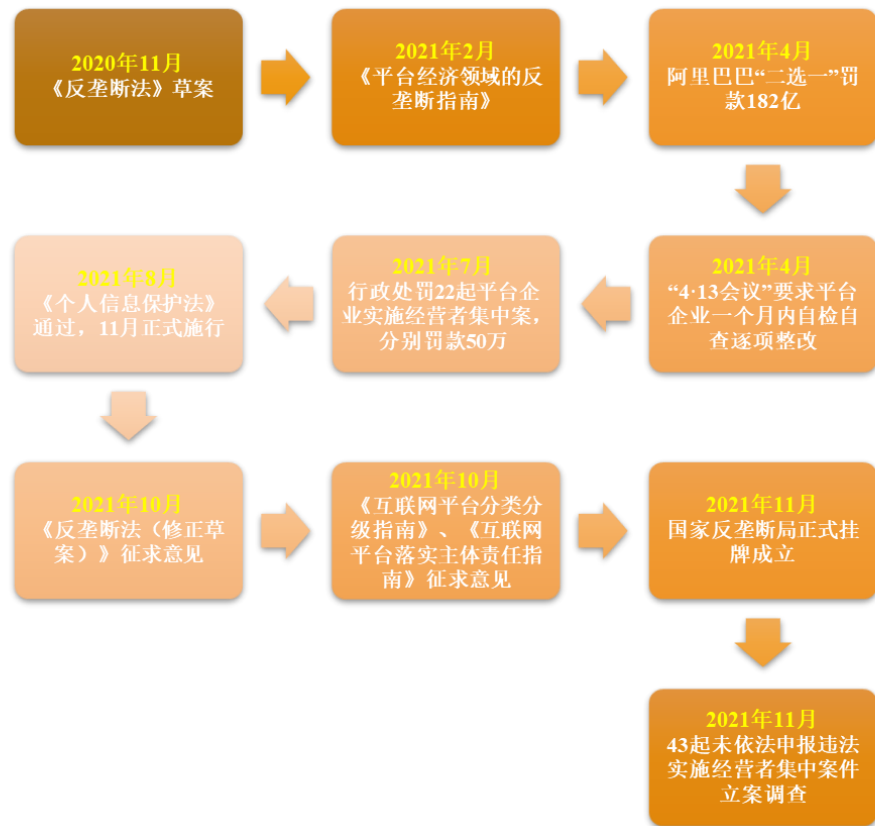 2020年11月
《反垄断法》草案
2021年2月
《平台经济领域的反
垄断指南》
2021年4月
阿里巴巴“二选一”罚
款182亿
2021年4月
“4·13会议”要求平台
企业一个月内自检自
查逐项整改
2021年7月
行政处罚22起平台企
业实施经营者集中案，
分别罚款50万
2021年8月
《个人信息保护法》
通过，11月正式施行
2021年10月
《反垄断法（修正草
案）》征求意见
2021年10月
《互联网平台分类分
级指南》、《互联网
平台落实主体责任指
南》征求意见
2021年11月
国家反垄断局正式挂
牌成立
2021年11月
43起未依法申报违法
实施经营者集中案件
立案调查